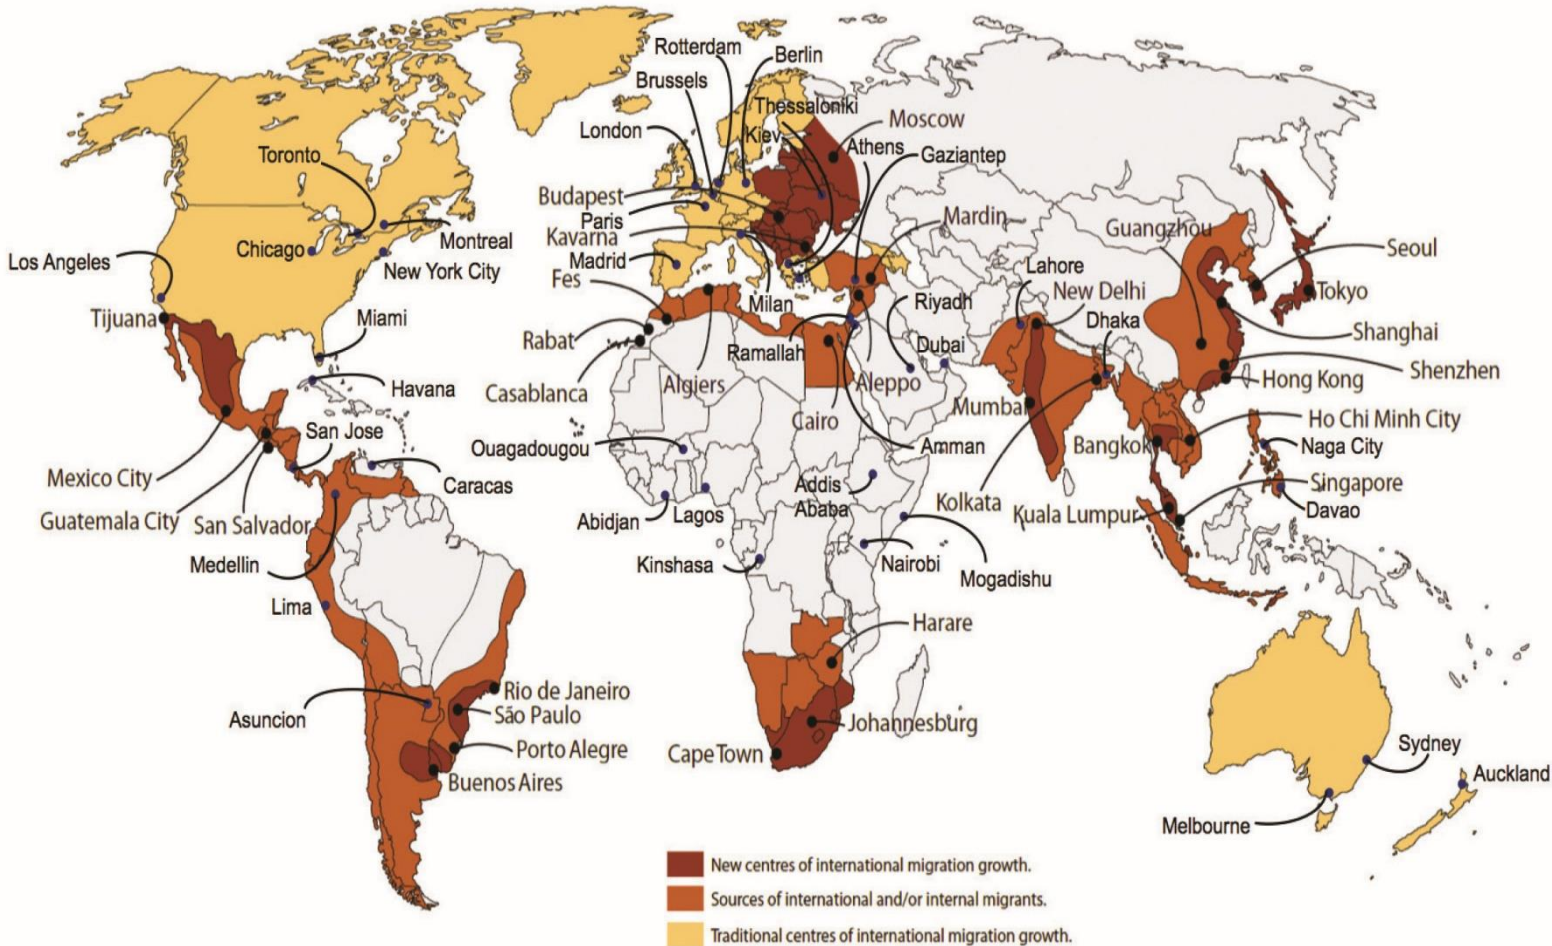 Rotterdam
Berlin
Brussels
Thessaloniki
London
Kiev
Moscow
Athens
Gaziantep
Toronto
Budapest
Paris
Kavarna
Mardin
Guangzhou
Montreal
Chicago
New York City
Los Angeles
Madrid
Fes
Milan
Riyadh
Lahore
New Delhi
Seoul
Tokyo
Tijuana
Miami
Rabat
Ramallah
Dubai
Dhaka
Shanghai
Havana
Casablanca
Algiers
Aleppo
Hong Kong
Shenzhen
Cairo
Mumbai
San Jose
Ouagadougou
Amman
Bangkok
Ho Chi Minh City
Naga City
Mexico City
Caracas
Addis
Ababa
Kolkata
Singapore
Guatemala City
San Salvador
Abidjan
Lagos
Kuala Lumpur
Davao
Medellin
Kinshasa
Nairobi
Mogadishu
Lima
Harare
Rio de Janeiro
Asuncion
São Paulo
Johannesburg
Porto Alegre
Cape Town
Sydney
Buenos Aires
Auckland
Melbourne
New centres of international migration growth.
Sources of international and/or internal migrants.
Traditional centres of international migration growth.